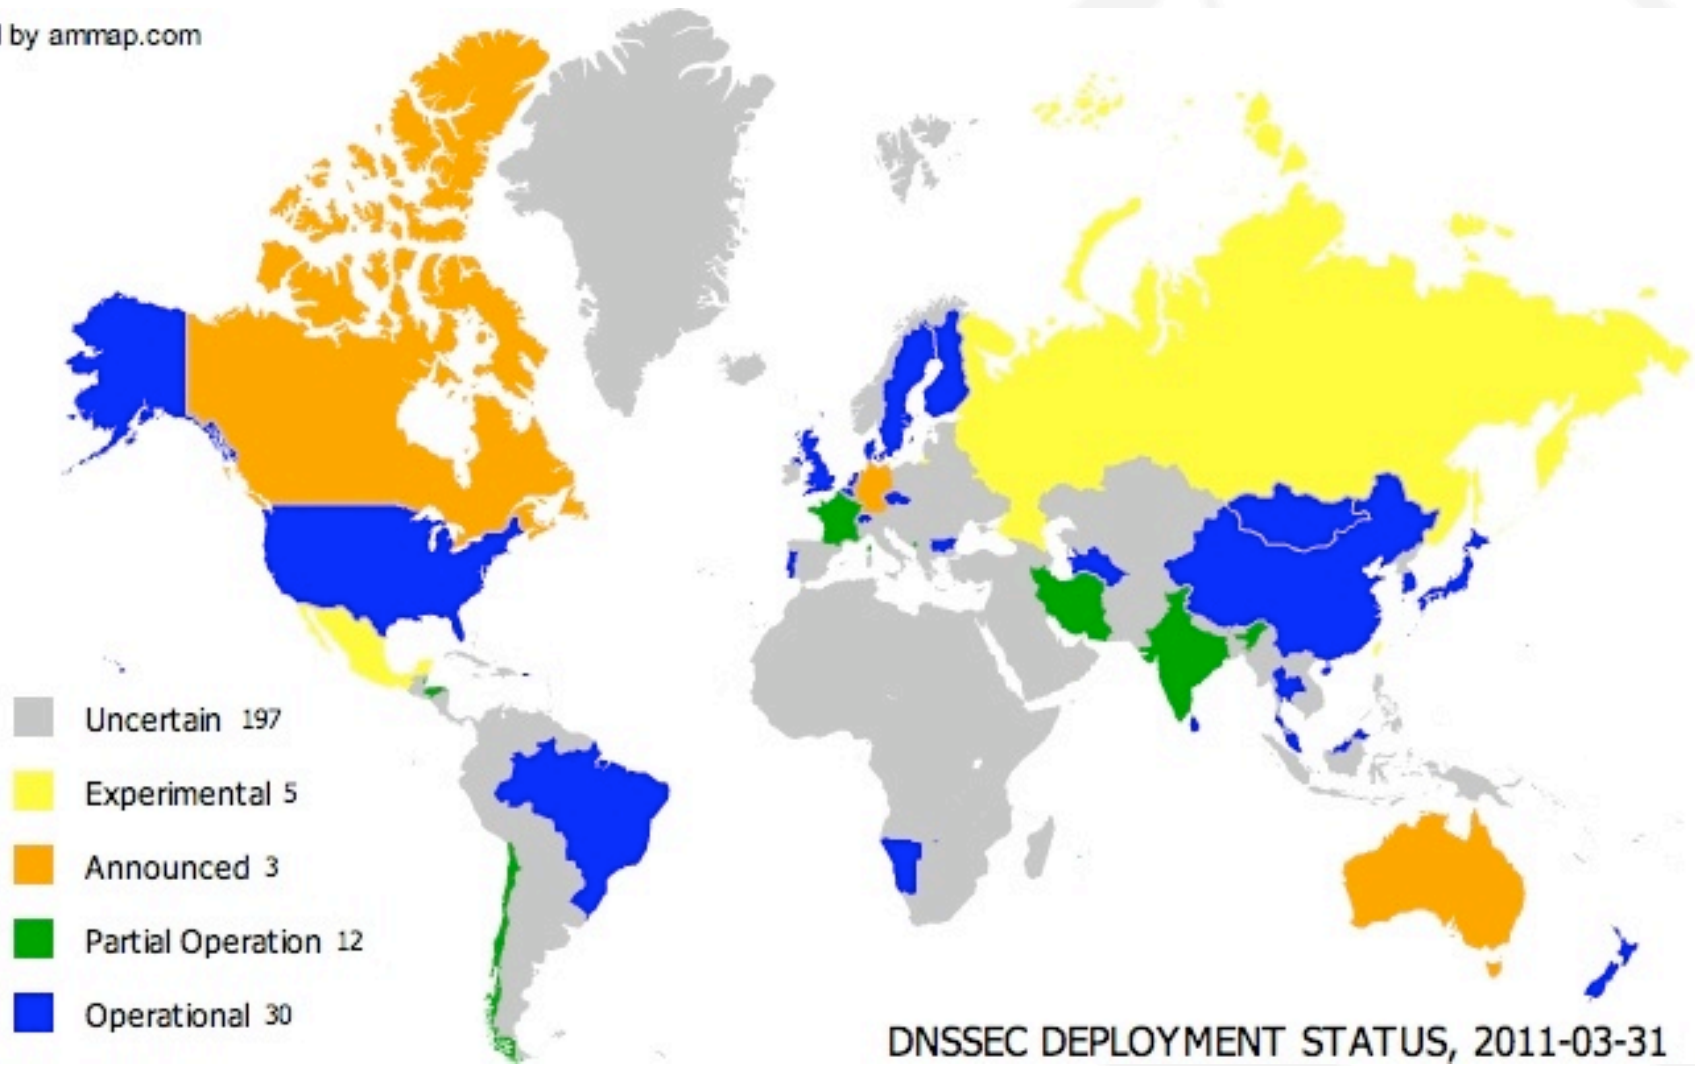 by ammap.com
Uncertain 197
Experimental 5
Announced 3
Partial Operation 12
Operational 30
DNSSEC DEPLOYMENT STATUS, 2011-03-31